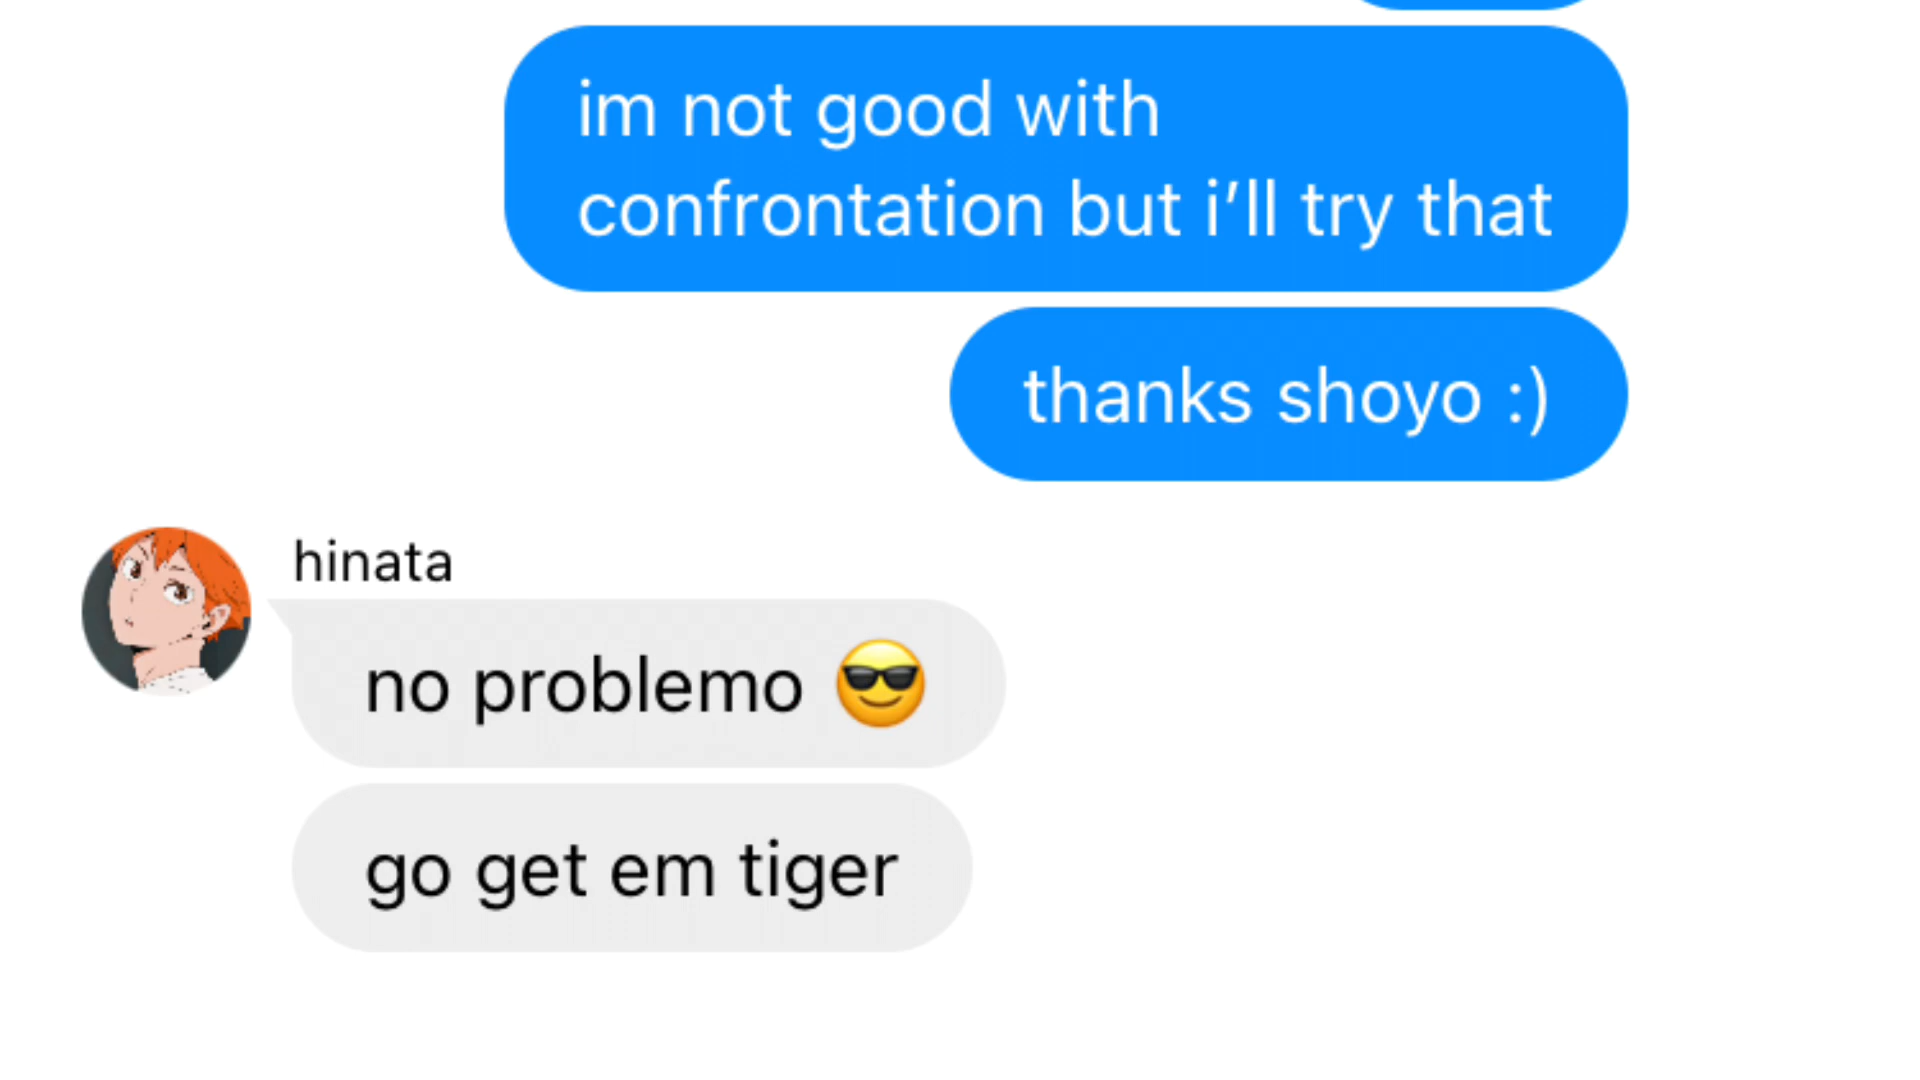 im not good with
confrontation but i’ll try that
thanks shoyo :)
hinata
no problemo 😎
go get em tiger